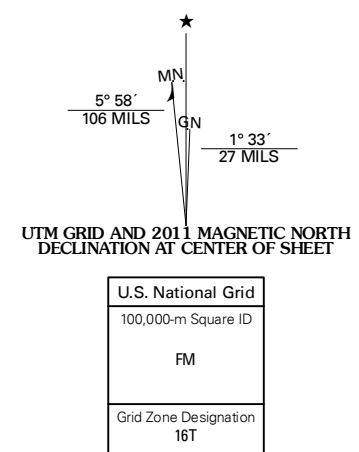 ★
M.N.
5° 58´
106 MILS
GN
1° 33´
27 MILS
UTM GRID AND 2011 MAGNETIC NORTH
DECLINATION AT CENTER OF SHEET
U.S. National Grid
100,000-m Square ID
FM
Grid Zone Designation
16T